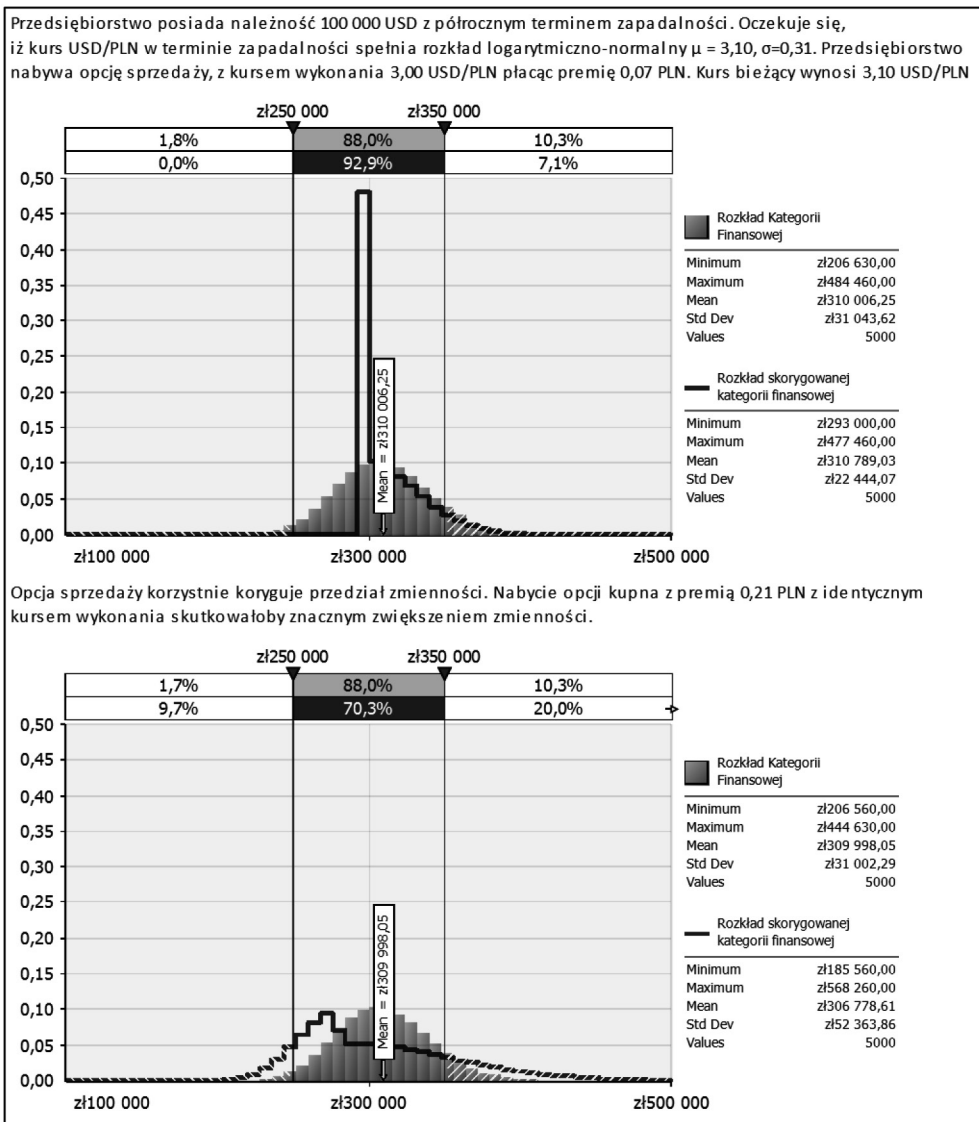 Przedsiębiorstwo posiada należność 100 000 USD z półrocznym terminem zapadalności. Oczekuje się,
iż kurs USD/PLN w terminie zapadalności spełnia rozkład logarytmiczno-normalny μ = 3,10, σ=0,31. Przedsiębiorstwo
nabywa opcję sprzedaży, z kursem wykonania 3,00 USD/PLN płacąc premię 0,07 PLN. Kurs bieżący wynosi 3,10 USD/PLN
zł250 000 zł350 000
1,8% 88,0% 10,3%
0,0% 92,9% 7,1%
0,50
0,45
0,40
0,35
0,30
0,25
0,20
0,15
0,10
0,05
0,00
Mean = zł310 006,25
zł100 000 zł300 000 zł500 000
Rozkład Kategorii
Finansowej
Minimum zł206 630,00
Maximum zł484 460,00
Mean zł310 006,25
Std Dev zł31 043,62
Values 5000
Rozkład skorygowanej
kategorii finansowej
Minimum zł293 000,00
Maximum zł477 460,00
Mean zł310 789,03
Std Dev zł22 444,07
Values 5000
Opcja sprzedaży korzystnie koryguje przedział zmienności. Nabycie opcji kupna z premią 0,21 PLN z identycznym
kursem wykonania skutkowałoby znacznym zwiększeniem zmienności.
zł250 000 zł350 000
1,7% 88,0% 10,3%
9,7% 70,3% 20,0%
0,50
0,45
0,40
0,35
0,30
0,25
0,20
0,15
0,10
0,05
0,00
Mean = zł309 998,05
zł100 000 zł300 000 zł500 000
Rozkład Kategorii
Finansowej
Minimum zł206 560,00
Maximum zł444 630,00
Mean zł309 998,05
Std Dev zł31 002,29
Values 5000
Rozkład skorygowanej
kategorii finansowej
Minimum zł185 560,00
Maximum zł568 260,00
Mean zł306 778,61
Std Dev zł52 363,86
Values 5000